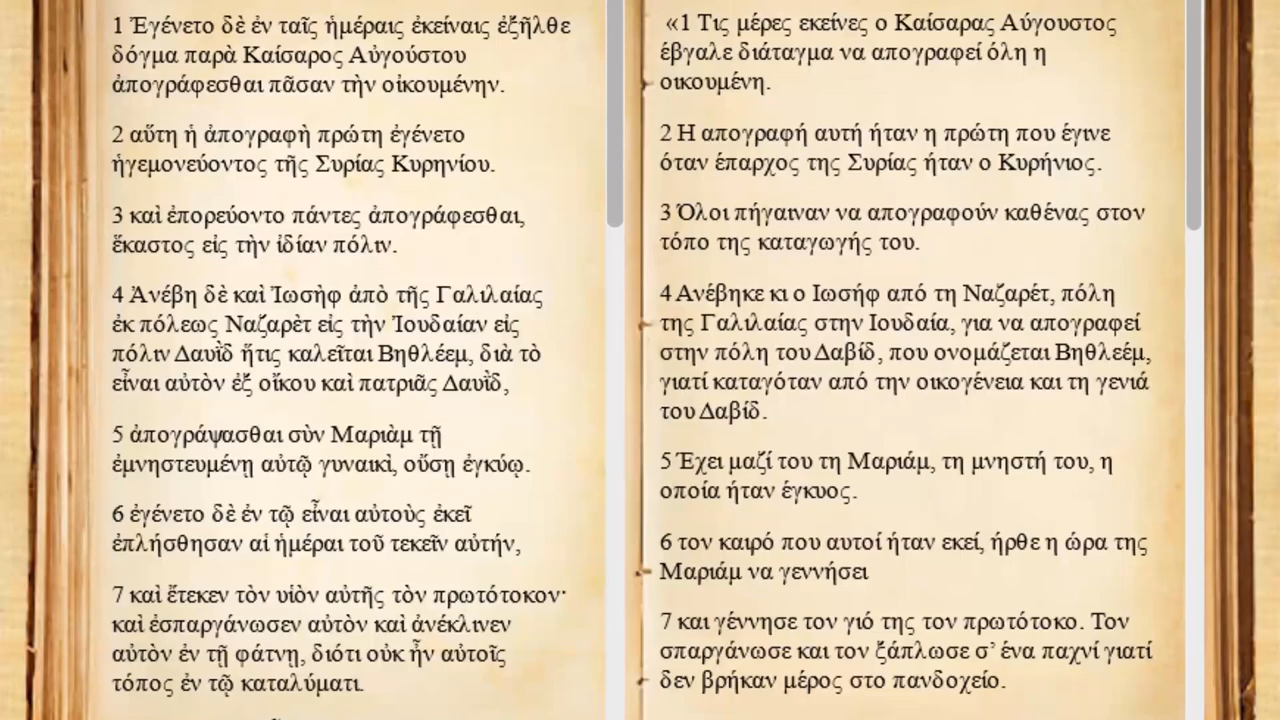 1 Ἐγένετο δὲ ἐν ταῖς ἡμέραις ἐκείναις ἐξῆλθε
δόγμα παρὰ Καίσαρος Αὐγούστου
ἀπογράφεσθαι πᾶσαν τὴν οἰκουμένην.
2 αὕτη ἡ ἀπογραφὴ πρώτη ἐγένετο
ἡγεμονεύοντος τῆς Συρίας Κυρηνίου.
3 καὶ ἐπορεύοντο πάντες ἀπογράφεσθαι,
ἕκαστος εἰς τὴν ἰδίαν πόλιν.
4 Ἀνέβη δὲ καὶ Ἰωσὴφ ἀπὸ τῆς Γαλιλαίας
ἐκ πόλεως Ναζαρὲτ εἰς τὴν Ἰουδαίαν εἰς
πόλιν Δαυῒδ ἥτις καλεῖται Βηθλέεμ, διὰ τὸ
εἶναι αὐτὸν ἐξ οἴκου καὶ πατριᾶς Δαυῒδ,
5 ἀπογράψασθαι σὺν Μαριὰμ τῇ
ἐμνηστευμένῃ αὐτῷ γυναικὶ, οὔσῃ ἐγκύῳ.
6 ἐγένετο δὲ ἐν τῷ εἶναι αὐτοὺς ἐκεῖ
ἐπλήσθησαν αἱ ἡμέραι τοῦ τεκεῖν αὐτήν,
7 καὶ ἔτεκεν τὸν υἱὸν αὐτῆς τὸν πρωτότοκον·
καὶ ἐσπαργάνωσεν αὐτὸν καὶ ἀνέκλινεν
αὐτὸν ἐν τῇ φάτνῃ, διότι οὐκ ἦν αὐτοῖς
τόπος ἐν τῷ καταλύματι.
«1 Τις μέρες εκείνες ο Καίσαρας Αύγουστος
έβγαλε διάταγμα να απογραφεί όλη η
οικουμένη.
2 Η απογραφή αυτή ήταν η πρώτη που έγινε
όταν έπαρχος της Συρίας ήταν ο Κυρήνιος.
3 Όλοι πήγαιναν να απογραφούν καθένας στον
τόπο της καταγωγής του.
4 Ανέβηκε κι ο Ιωσήφ από τη Ναζαρέτ, πόλη
της Γαλιλαίας στην Ιουδαία, για να απογραφεί
στην πόλη του Δαβίδ, που ονομάζεται Βηθλεέμ,
γιατί καταγόταν από την οικογένεια και τη γενιά
του Δαβίδ.
5 Έχει μαζί του τη Μαριάμ, τη μνηστή του, η
οποία ήταν έγκυος.
6 τον καιρό που αυτοί ήταν εκεί, ήρθε η ώρα της
Μαριάμ να γεννήσει
7 και γέννησε τον γιό της τον πρωτότοκο. Τον
σπαργάνωσε και τον ξάπλωσε σ’ ένα παχνί γιατί
δεν βρήκαν μέρος στο πανδοχείο.